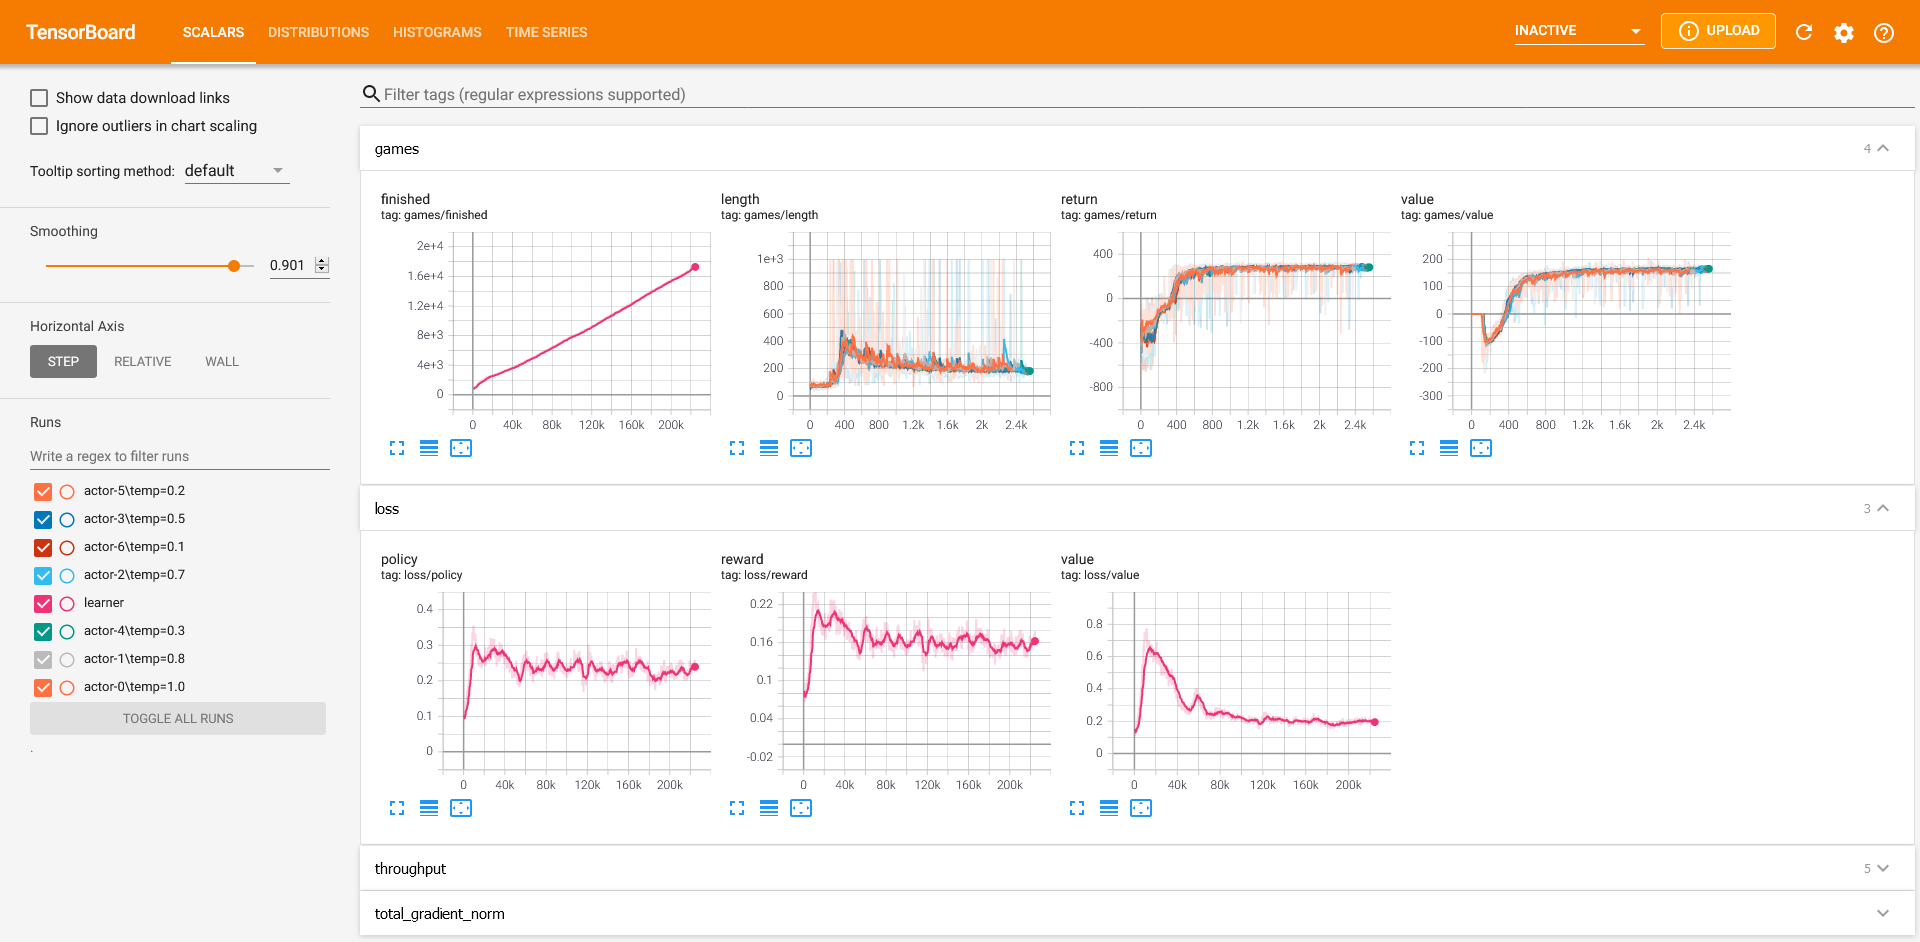 TensorBoard
SCALARS
DISTRIBUTIONS
HISTOGRAMS
TIME SERIES
INACTIVE
UPLOAD
Show data download links
Ignore outliers in chart scaling
Tooltip sorting method: default
Smoothing
0.901
Horizontal Axis
STEP
RELATIVE
WALL
Runs
Write a regex to filter runs
actor-5\temp=0.2
actor-3\temp=0.5
actor-6\temp=0.1
actor-2\temp=0.7
learner
actor-4\temp=0.3
actor-1\temp=0.8
actor-0\temp=1.0
TOGGLE ALL RUNS
.
Filter tags (regular expressions supported)
games
4
finished
tag: games/finished
2e+4
1.6e+4
1.2e+4
8e+3
4e+3
0
0 40k 80k 120k 160k 200k
length
tag: games/length
1e+3
800
600
400
200
0
0 400 800 1.2k 1.6k 2k 2.4k
return
tag: games/return
400
0
-400
-800
0 400 800 1.2k 1.6k 2k 2.4k
value
tag: games/value
200
100
0
-100
-200
-300
0 400 800 1.2k 1.6k 2k 2.4k
loss
3
policy
tag: loss/policy
0.4
0.3
0.2
0.1
0
0 40k 80k 120k 160k 200k
reward
tag: loss/reward
0.22
0.16
0.1
0.04
-0.02
0 40k 80k 120k 160k 200k
value
tag: loss/value
0.8
0.6
0.4
0.2
0
0 40k 80k 120k 160k 200k
throughput
5
total_gradient_norm